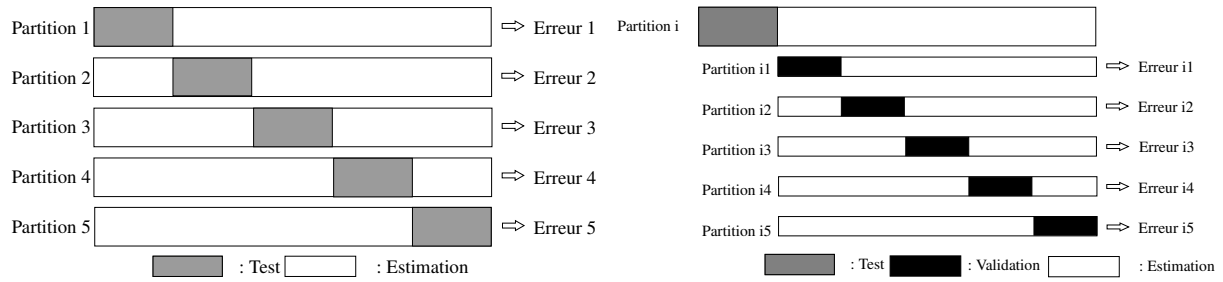 Partition 1 Erreur 1
Partition 2 Erreur 2
Partition 3 Erreur 3
Partition 4 Erreur 4
Partition 5 Erreur 5
: Test : Estimation
Partition i
Partition i1 Erreur i1
Partition i2 Erreur i2
Partition i3 Erreur i3
Partition i4 Erreur i4
Partition i5 Erreur i5
: Test : Validation : Estimation